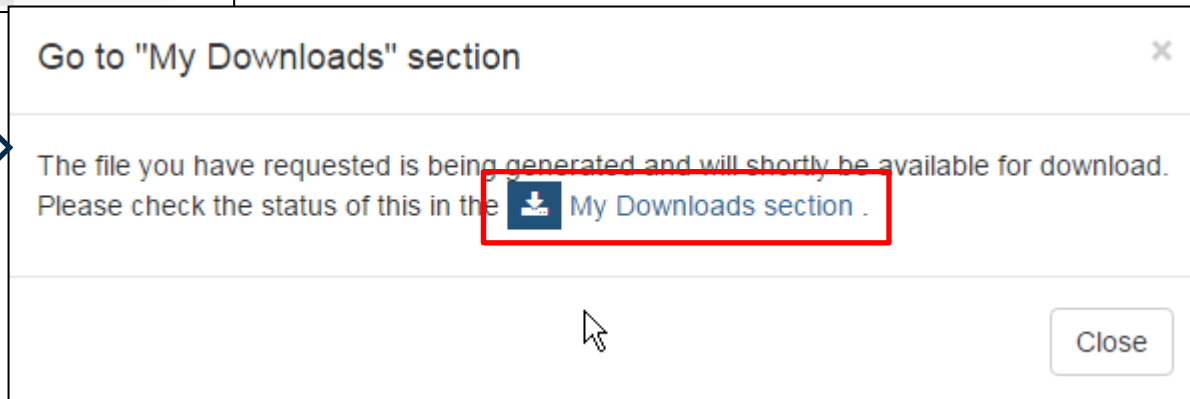 Go to "My Downloads" section
×
The file you have requested is being generated and will shortly be available for download.
Please check the status of this in the My Downloads section .
Close